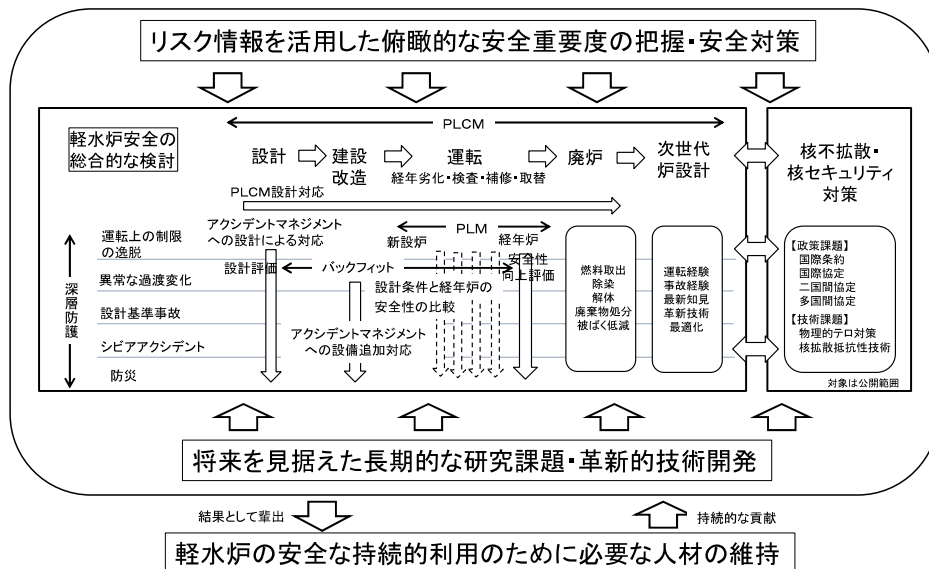 リスク情報を活用した俯瞰的な安全重要度の把握・安全対策
軽水炉安全の
総合的な検討
PLCM
設計
建設
改造
運転
経年劣化・検査・補修・取替
廃炉
次世代
炉設計
核不拡散・
核セキュリティ
対策
PLCM設計対応
アクシデントマネジメント
への設計による対応
PLM
新設炉
経年炉
深層防護
運転上の制限
の逸脱
異常な過渡変化
設計基準事故
シビアアクシデント
防災
設計評価
バックフィット
安全性
向上評価
設計条件と経年炉の
安全性の比較
アクシデントマネジメント
への設備追加対応
燃料取出
除染
解体
廃棄物処分
被ばく低減
運転経験
事故経験
最新知見
革新技術
最適化
【政策課題】
国際条約
国際協定
二国間協定
多国間協定
【技術課題】
物理的テロ対策
核拡散抵抗性技術
対象は公開範囲
将来を見据えた長期的な研究課題・革新的技術開発
結果として輩出
持続的な貢献
軽水炉の安全な持続的利用のために必要な人材の維持